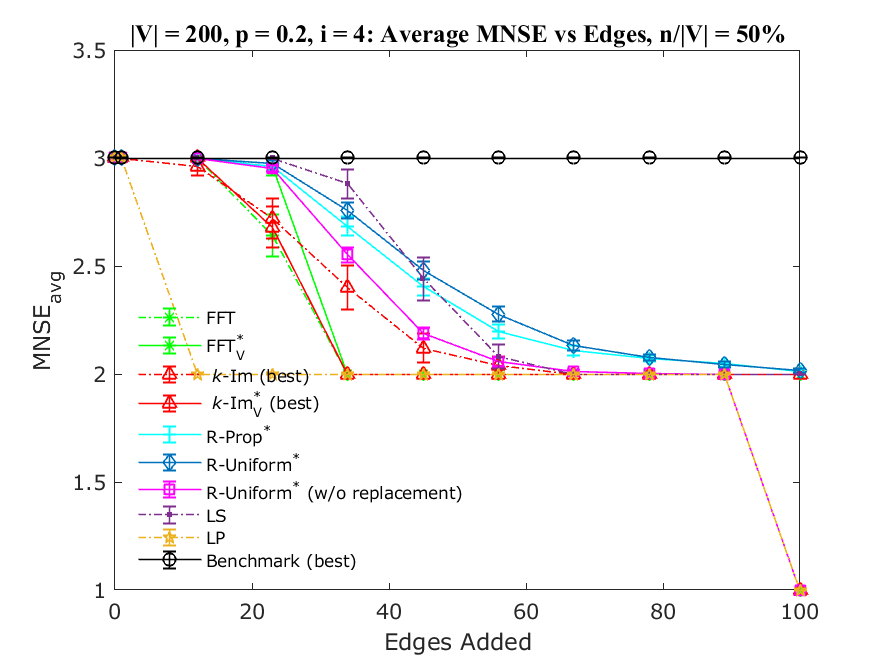 |V| = 200, p = 0.2, i = 4: Average MNSE vs Edges, n/|V| = 50%
3.5
3
2.5
2
1.5
1
MNSE_avg
0
20
40
60
80
100
Edges Added
FFT
FFT*_V
k-Im (best)
k-Im*_V (best)
R-Prop*
R-Uniform*
R-Uniform* (w/o replacement)
LS
LP
Benchmark (best)